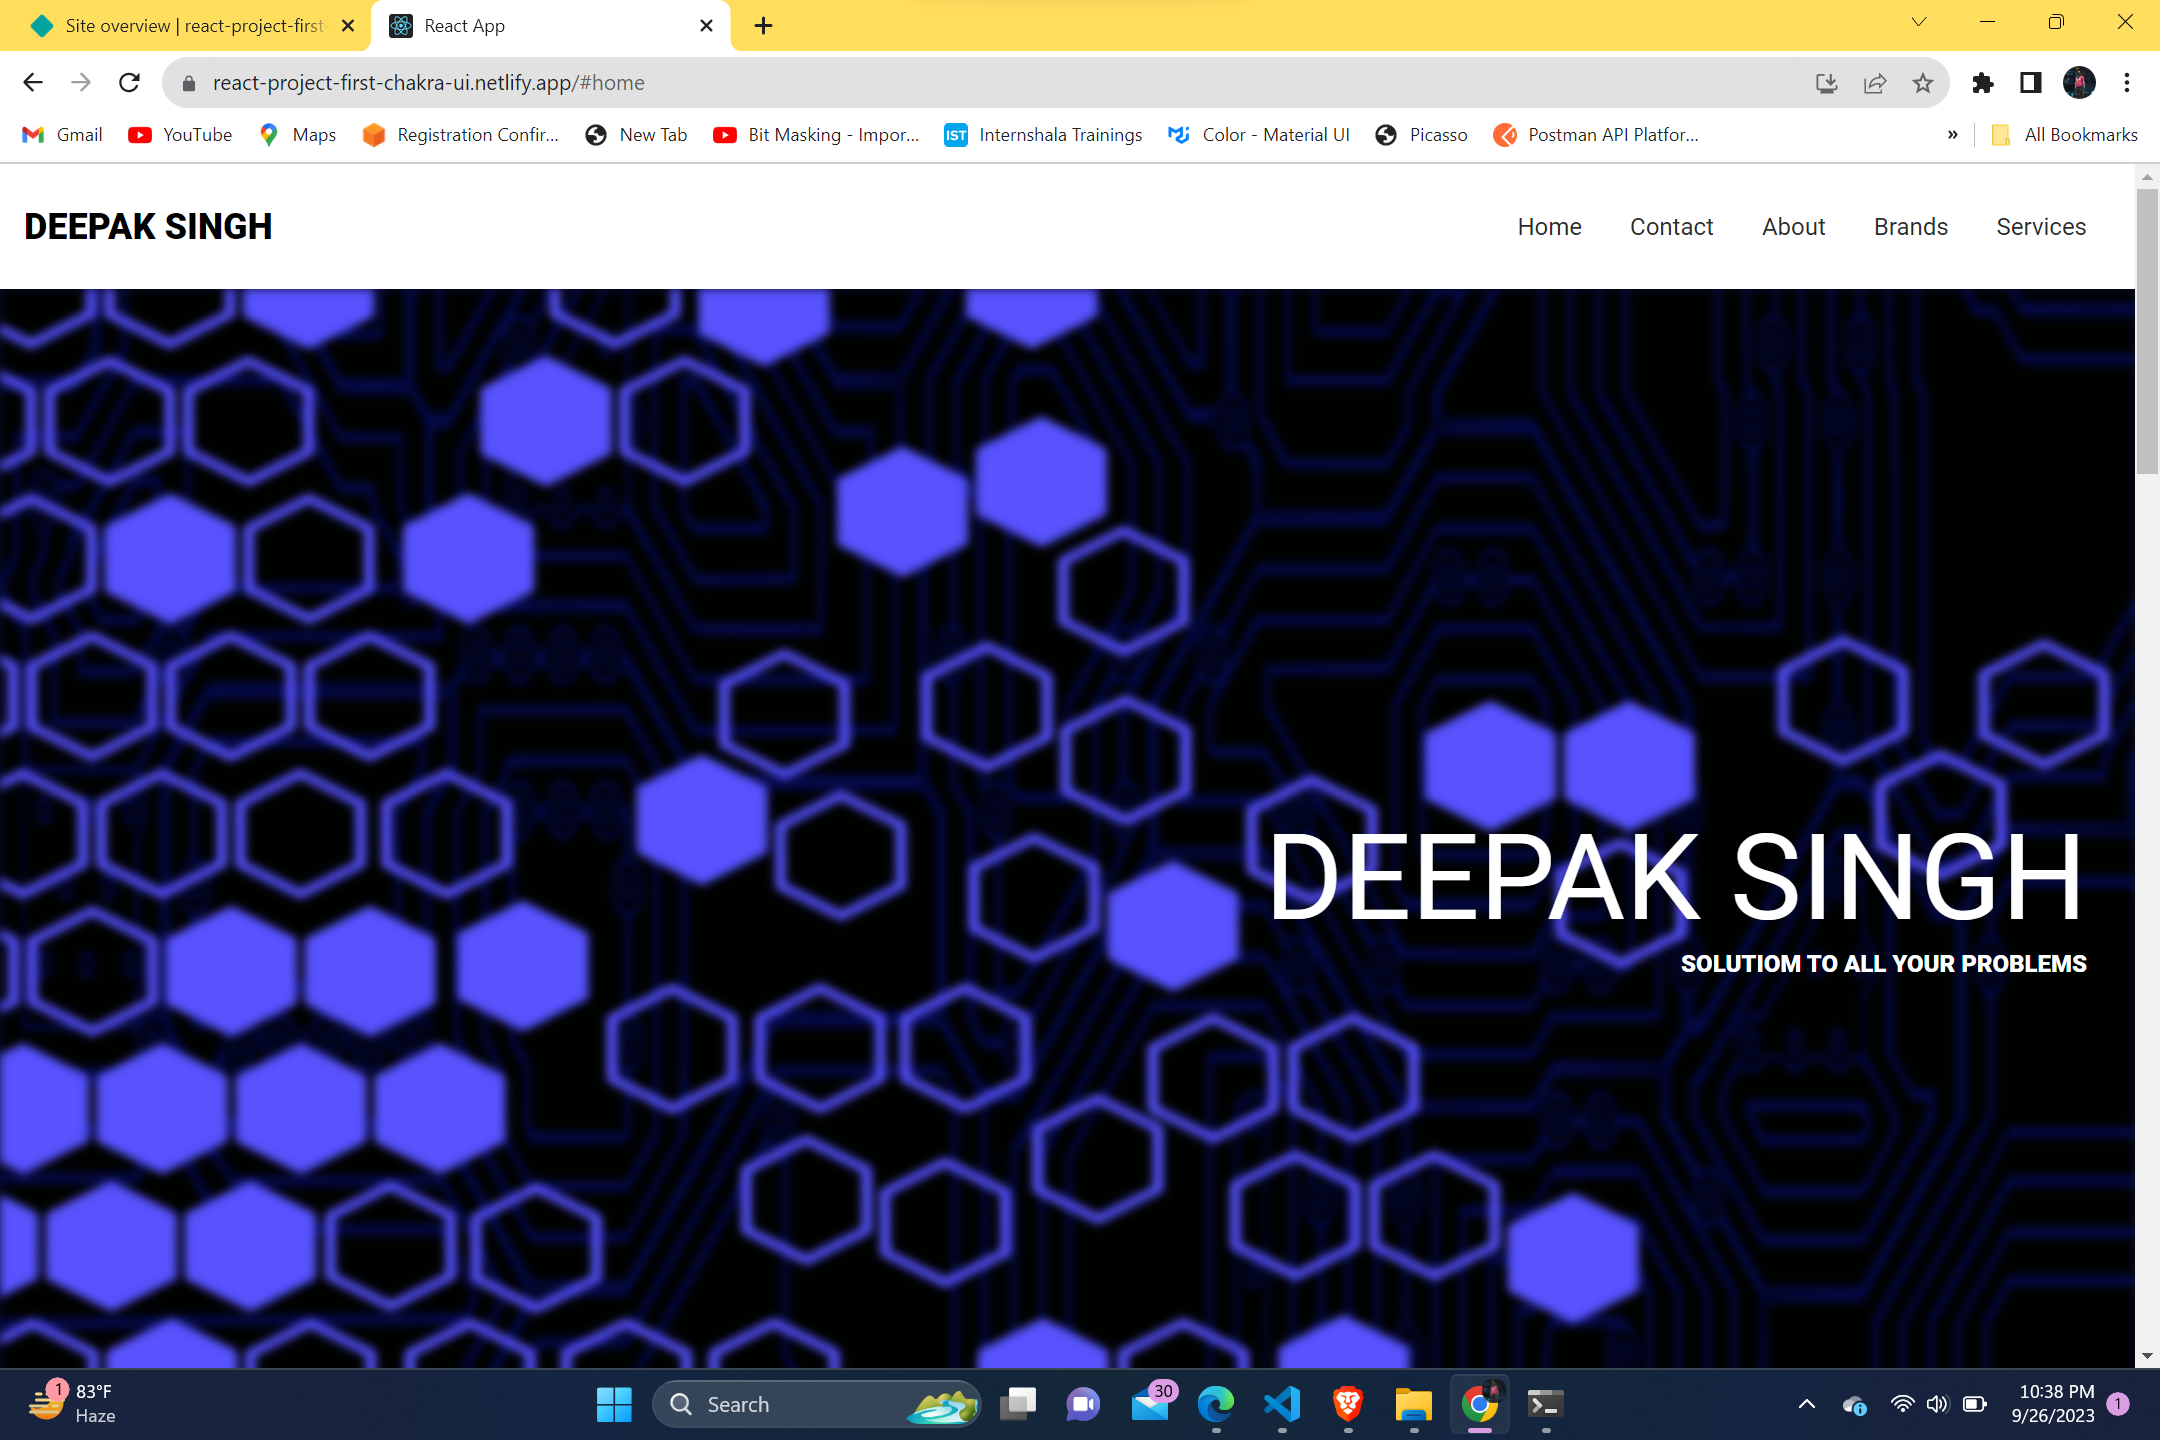 Site overview | react-project-first-
React App
react-project-first-chakra-ui.netlify.app/#home
Gmail
YouTube
Maps
Registration Confir...
New Tab
Bit Masking - Impor...
IST
Internshala Trainings
Color - Material UI
Picasso
Postman API Platfor...
»
All Bookmarks
DEEPAK SINGH
Home
Contact
About
Brands
Services
DEEPAK SINGH
SOLUTIOM TO ALL YOUR PROBLEMS
1
83°F
Haze
Search
30
10:38 PM
9/26/2023
1